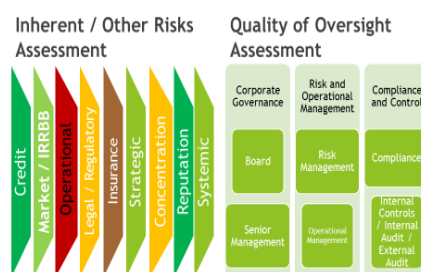 Inherent / Other Risks
Assessment
Credit
Market / IRRBB
Operational
Legal / Regulatory
Insurance
Strategic
Concentration
Reputation
Systemic
Quality of Oversight
Assessment
Corporate
Governance
Board
Senior
Management
Risk and
Operational
Management
Risk
Management
Operational
Management
Compliance
and Control
Compliance
Internal
Controls
/ Internal
Audit /
External
Audit